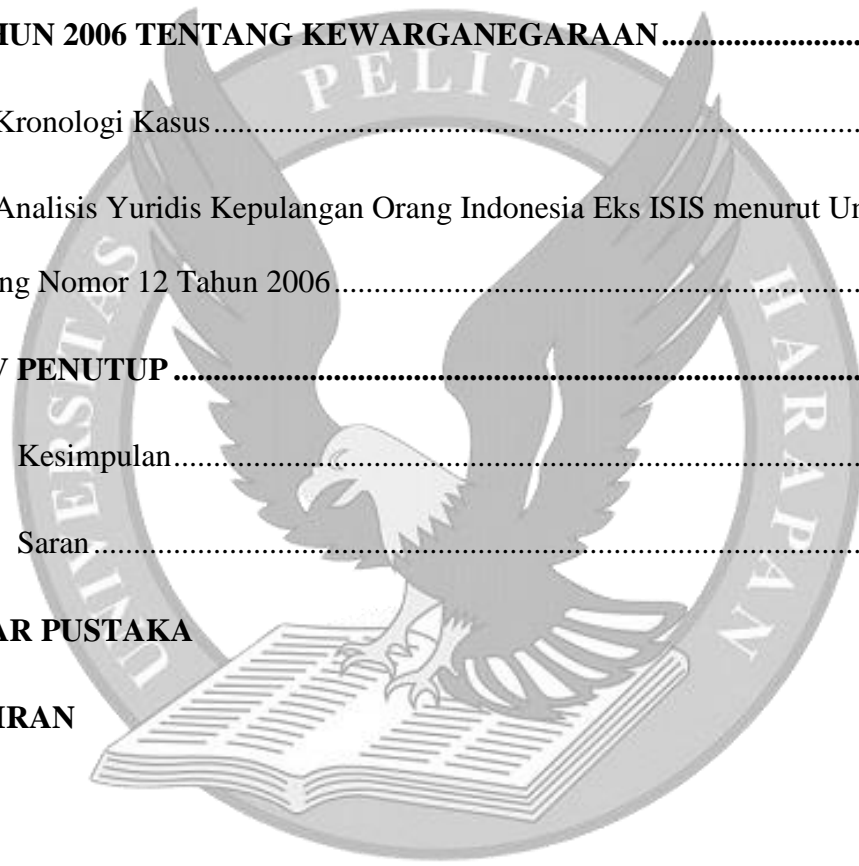 HUN 2006 TENTANG KEWARGANEGARAAN..........................
Kronologi Kasus..........................................................................
Analisis Yuridis Kepulangan Orang Indonesia Eks ISIS menurut Un
ng Nomor 12 Tahun 2006............................................................
PENUTUP...............................................................................
Kesimpulan...............................................................................
Saran.......................................................................................
AR PUSTAKA
IRAN
UNIVERSITAS PELITA HARAPAN